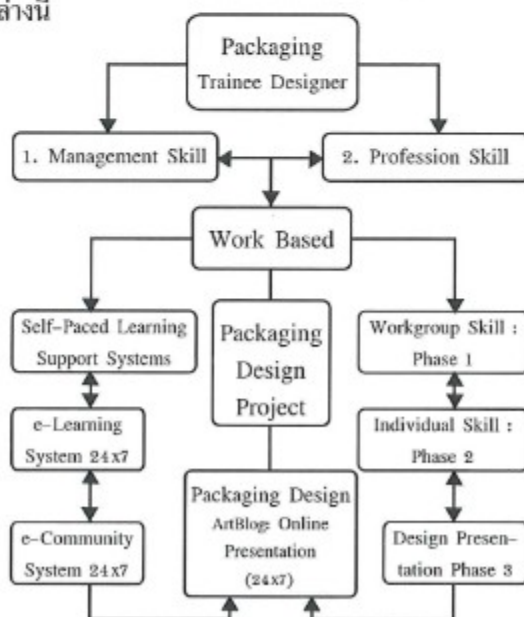 ล่างนี้
Packaging
Trainee Designer
1. Management Skill
2. Profession Skill
Work Based
Self-Paced Learning
Support Systems
Packaging
Design
Project
Workgroup Skill :
Phase 1
e-Learning
System 24x7
Individual Skill :
Phase 2
e-Community
System 24x7
Packaging Design
ArtBlogs Online
Presentation
(24x7)
Design Presen-
tation Phase 3